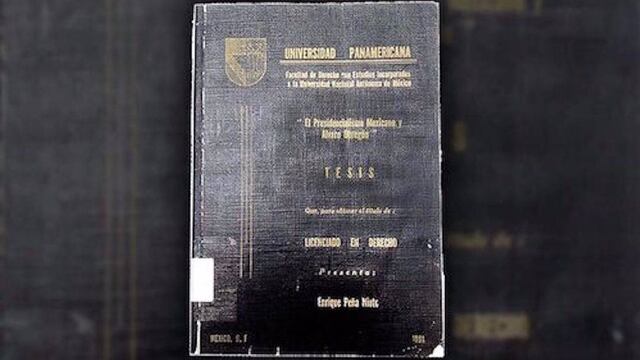 UNIVERSIDAD PANAMERICANA
Facultad de Derecho con Estudios Incorporados
a la Universidad Nacional Autónoma de México
" El Presidencialismo Mexicano y
Alvaro Obregón "
TESIS
Que, para obtener el título de :
LICENCIADO EN DERECHO
Presenta:
Enrique Peña Nieto
MEXICO, D. F.